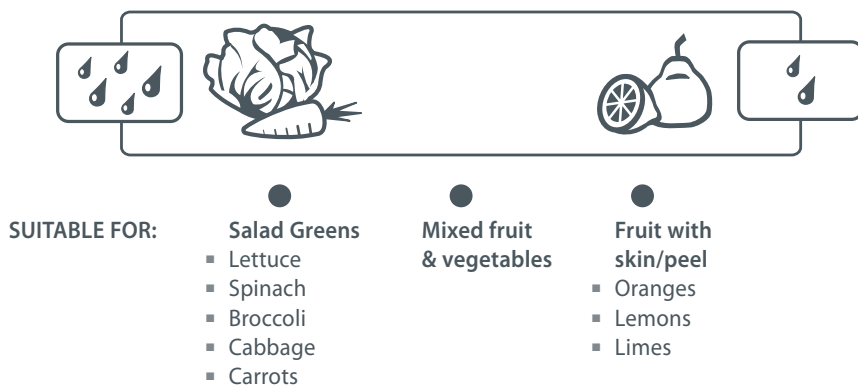 SUITABLE FOR:
Salad Greens
▪ Lettuce
▪ Spinach
▪ Broccoli
▪ Cabbage
▪ Carrots
Mixed fruit
& vegetables
Fruit with
skin/peel
▪ Oranges
▪ Lemons
▪ Limes